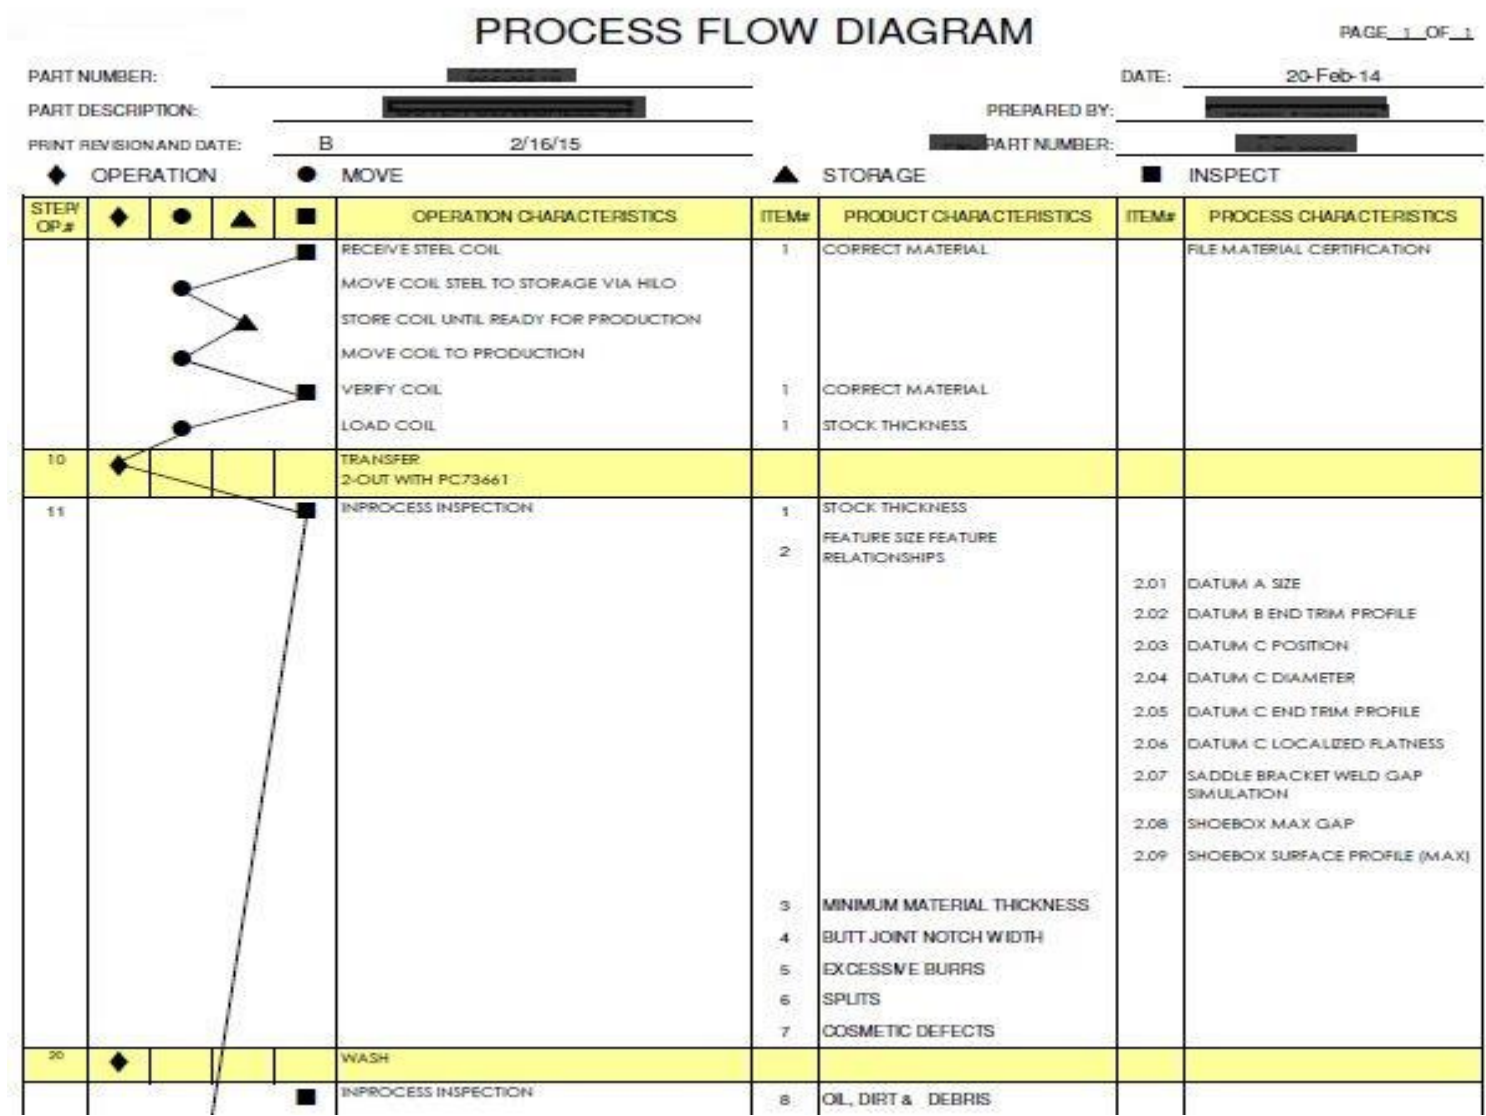 PROCESS FLOW DIAGRAM
PAGE 1 OF 1
PART NUMBER:
DATE: 20-Feb-14
PART DESCRIPTION:
PREPARED BY:
PRINT REVISION AND DATE: B 2/16/15
PART NUMBER:
OPERATION MOVE STORAGE INSPECT
STEP/ OP.# OPERATION CHARACTERISTICS ITEM# PRODUCT CHARACTERISTICS ITEM# PROCESS CHARACTERISTICS
RECEIVE STEEL COIL 1 CORRECT MATERIAL FILE MATERIAL CERTIFICATION
MOVE COIL STEEL TO STORAGE VIA HILO
STORE COIL UNTIL READY FOR PRODUCTION
MOVE COIL TO PRODUCTION
VERIFY COIL 1 CORRECT MATERIAL
LOAD COIL 1 STOCK THICKNESS
10 TRANSFER
2-OUT WITH PC73661
11 INPROCESS INSPECTION 1 STOCK THICKNESS
2 FEATURE SIZE FEATURE
RELATIONSHIPS
2.01 DATUM A SIZE
2.02 DATUM B END TRIM PROFILE
2.03 DATUM C POSITION
2.04 DATUM C DIAMETER
2.05 DATUM C END TRIM PROFILE
2.06 DATUM C LOCALIZED FLATNESS
2.07 SADDLE BRACKET WELD GAP
SIMULATION
2.08 SHOEBOX MAX GAP
2.09 SHOEBOX SURFACE PROFILE (MAX)
3 MINIMUM MATERIAL THICKNESS
4 BUTT JOINT NOTCH WIDTH
5 EXCESSIVE BURRS
6 SPLITS
7 COSMETIC DEFECTS
20 WASH
INPROCESS INSPECTION 8 OIL, DIRT & DEBRIS